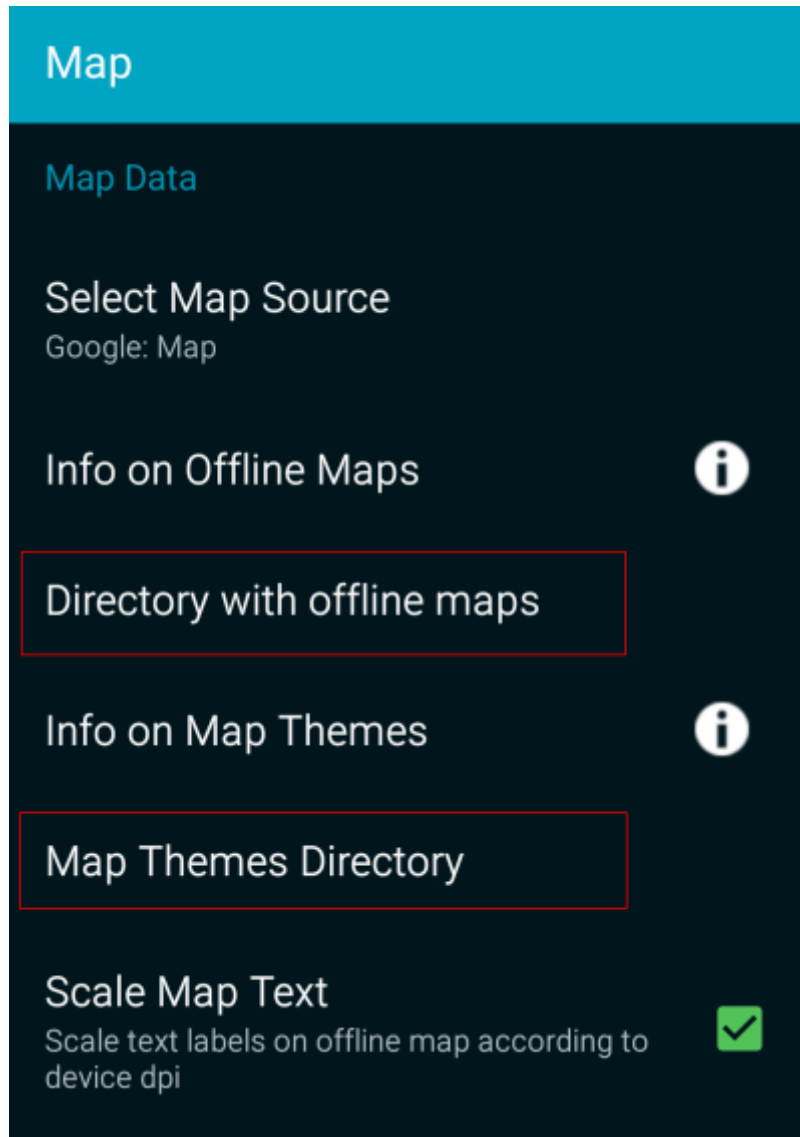 Map
Map Data
Select Map Source
Google: Map
Info on Offline Maps
Directory with offline maps
Info on Map Themes
Map Themes Directory
Scale Map Text
Scale text labels on offline map according to
device dpi